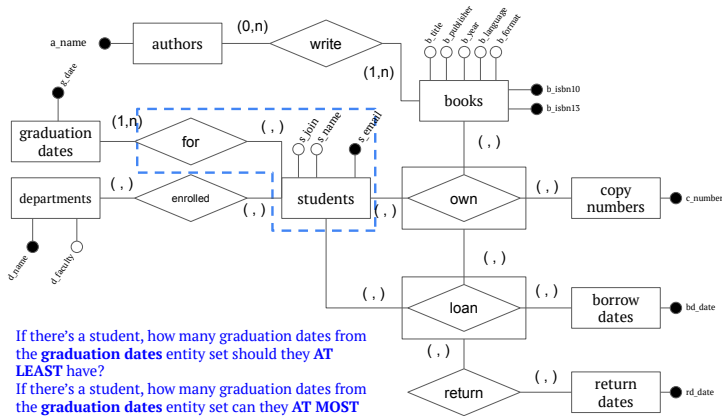 (0,n)
a_name
authors
write
b_title
b_publisher
b_year
b_language
b_format
(1,n)
books
b_isbn10
b_isbn13
g_date
(1,n)
graduation
dates
for
( , )
s_join
s_name
s_email
( , )
departments
( , )
enrolled
( , )
students
( , )
own
( , )
copy
numbers
c_number
d_name
d_faculty
( , )
( , )
loan
( , )
borrow
dates
bd_date
( , )
return
( , )
return
dates
rd_date
If there's a student, how many graduation dates from
the graduation dates entity set should they AT
LEAST have?
If there's a student, how many graduation dates from
the graduation dates entity set can they AT MOST